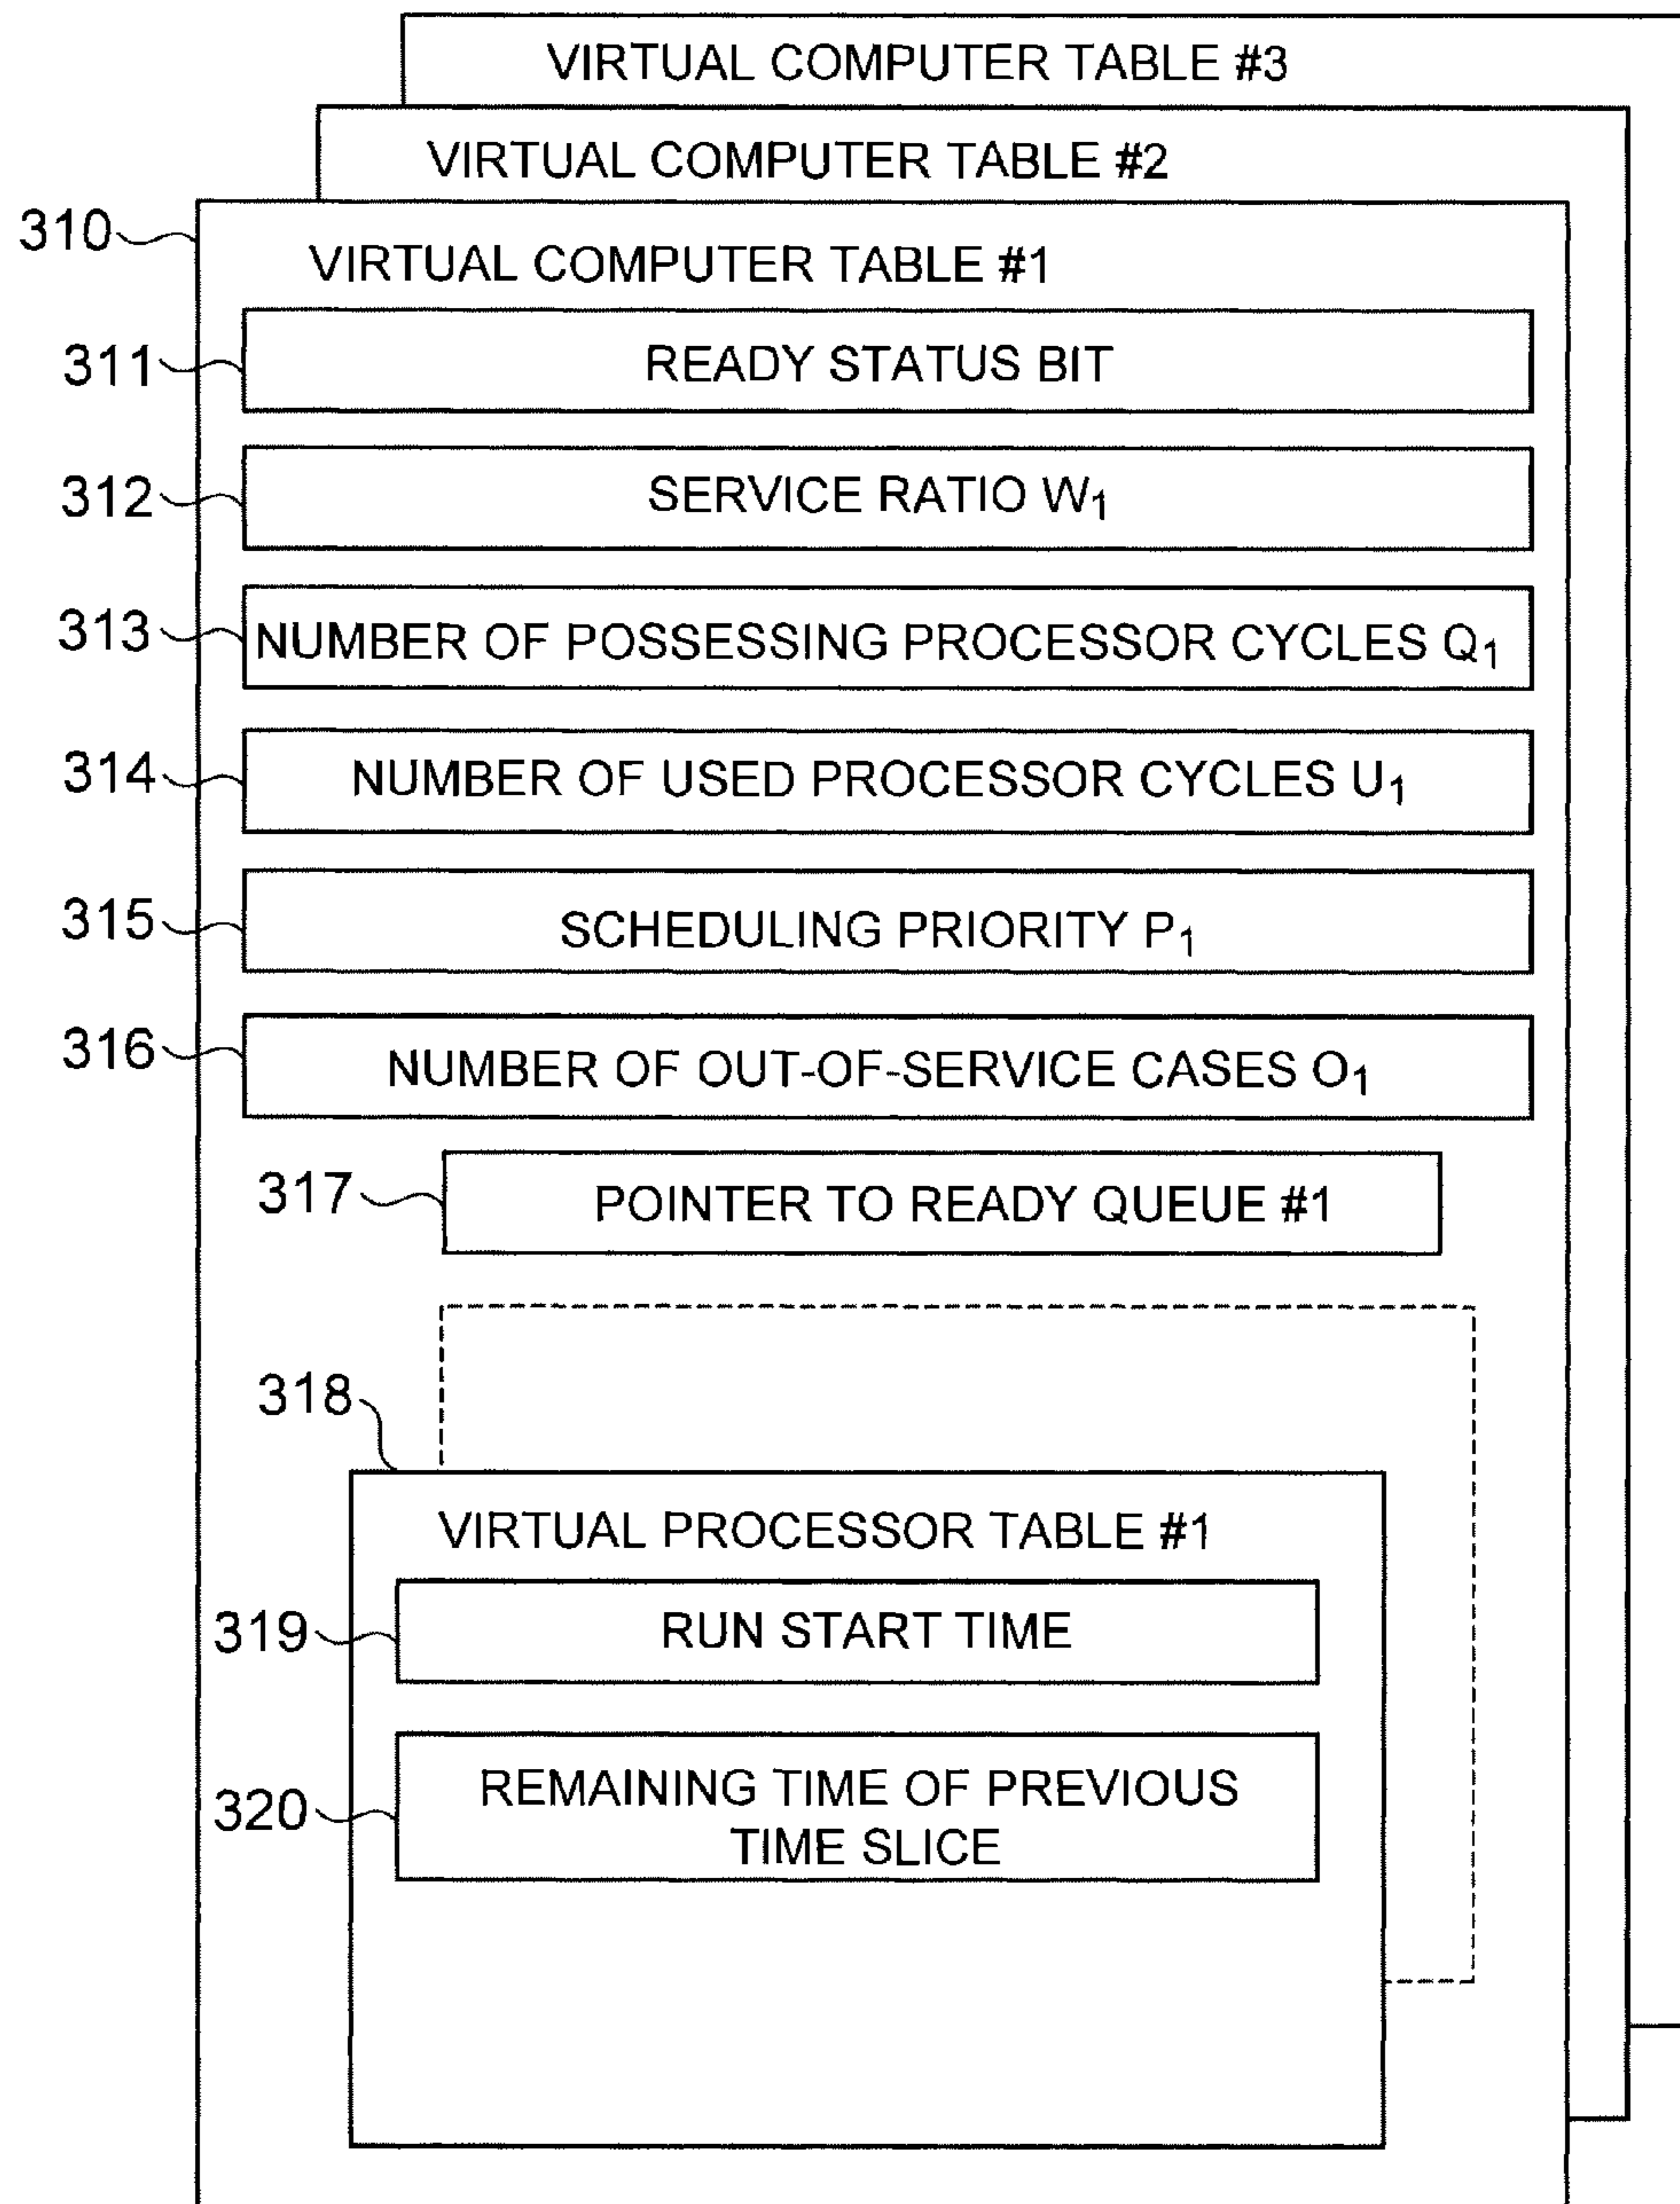 VIRTUAL COMPUTER TABLE #3
VIRTUAL COMPUTER TABLE #2
310
VIRTUAL COMPUTER TABLE #1
311
READY STATUS BIT
312
SERVICE RATIO W₁
313
NUMBER OF POSSESSING PROCESSOR CYCLES Q₁
314
NUMBER OF USED PROCESSOR CYCLES U₁
315
SCHEDULING PRIORITY P₁
316
NUMBER OF OUT-OF-SERVICE CASES O₁
317
POINTER TO READY QUEUE #1
318
VIRTUAL PROCESSOR TABLE #1
319
RUN START TIME
320
REMAINING TIME OF PREVIOUS
TIME SLICE